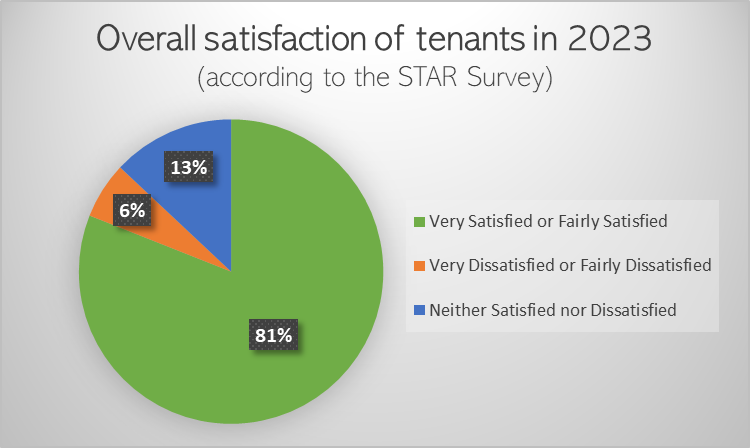 Overall satisfaction of tenants in 2023
(according to the STAR Survey)
13%
6%
81%
Very Satisfied or Fairly Satisfied
Very Dissatisfied or Fairly Dissatisfied
Neither Satisfied nor Dissatisfied